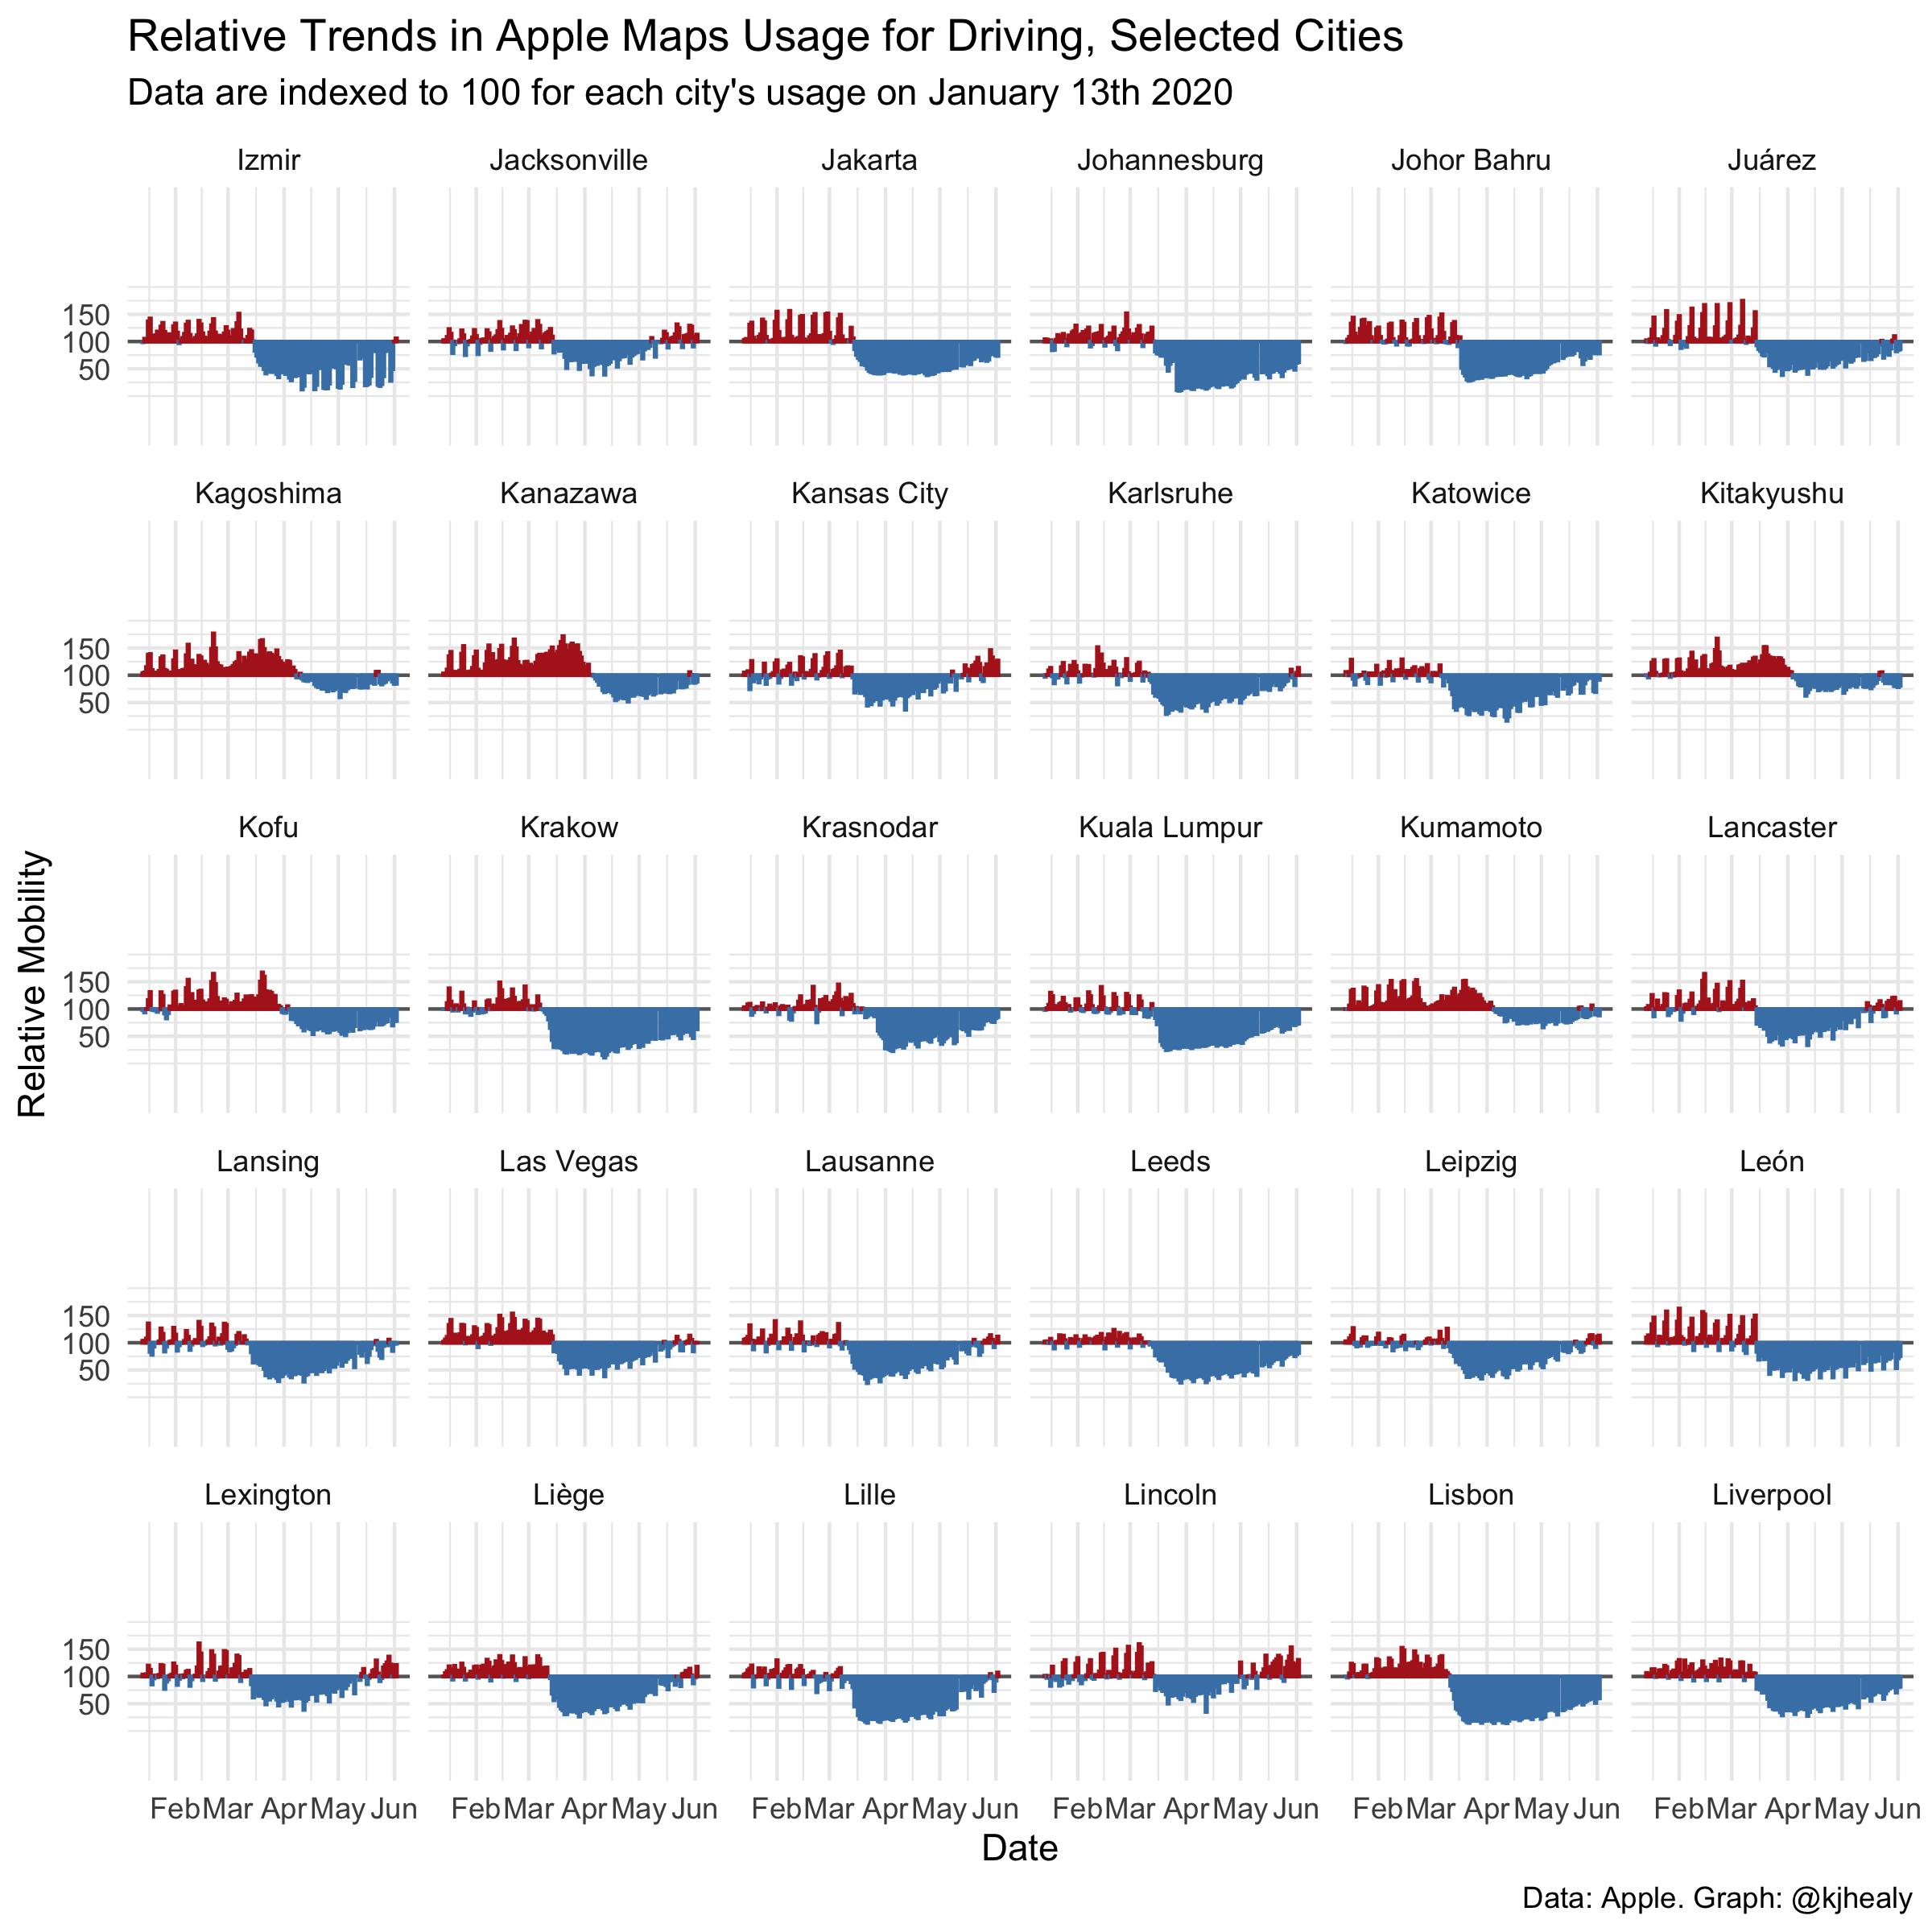 Relative Trends in Apple Maps Usage for Driving, Selected Cities
Data are indexed to 100 for each city's usage on January 13th 2020
Izmir Jacksonville Jakarta Johannesburg Johor Bahru Juárez
150
100
50
Kagoshima Kanazawa Kansas City Karlsruhe Katowice Kitakyushu
150
100
50
Relative Mobility
Kofu Krakow Krasnodar Kuala Lumpur Kumamoto Lancaster
150
100
50
Lansing Las Vegas Lausanne Leeds Leipzig León
150
100
50
Lexington Liège Lille Lincoln Lisbon Liverpool
150
100
50
Feb Mar Apr May Jun Feb Mar Apr May Jun Feb Mar Apr May Jun Feb Mar Apr May Jun Feb Mar Apr May Jun Feb Mar Apr May Jun
Date
Data: Apple. Graph: @kjhealy